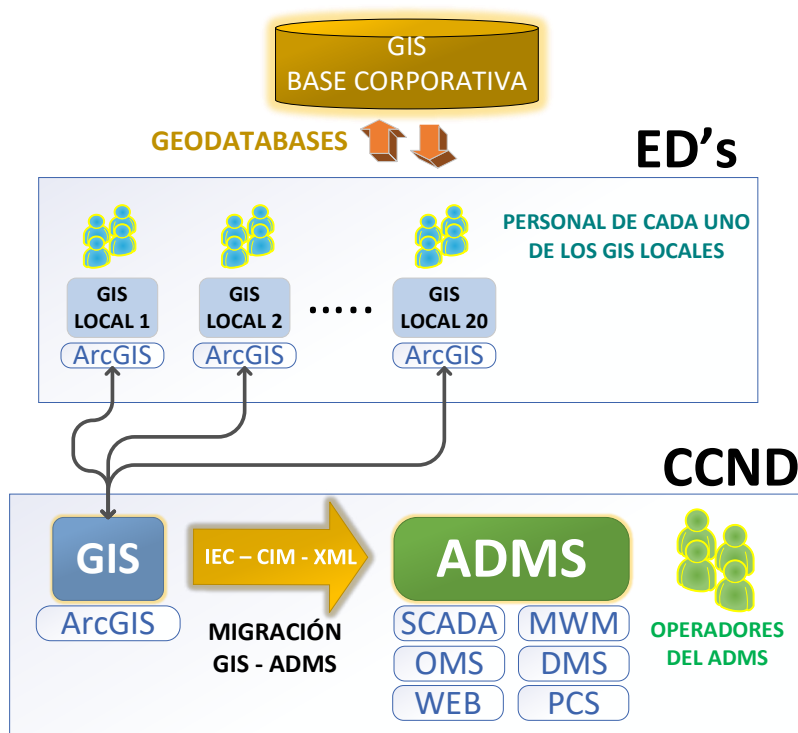 GIS
BASE CORPORATIVA
GEODATABASES
ED’s
PERSONAL DE CADA UNO
DE LOS GIS LOCALES
GIS
LOCAL 1
ArcGIS
GIS
LOCAL 2
ArcGIS
.....
GIS
LOCAL 20
ArcGIS
CCND
GIS
ArcGIS
IEC – CIM - XML
MIGRACIÓN
GIS - ADMS
ADMS
SCADA
MWM
OMS
DMS
WEB
PCS
OPERADORES
DEL ADMS